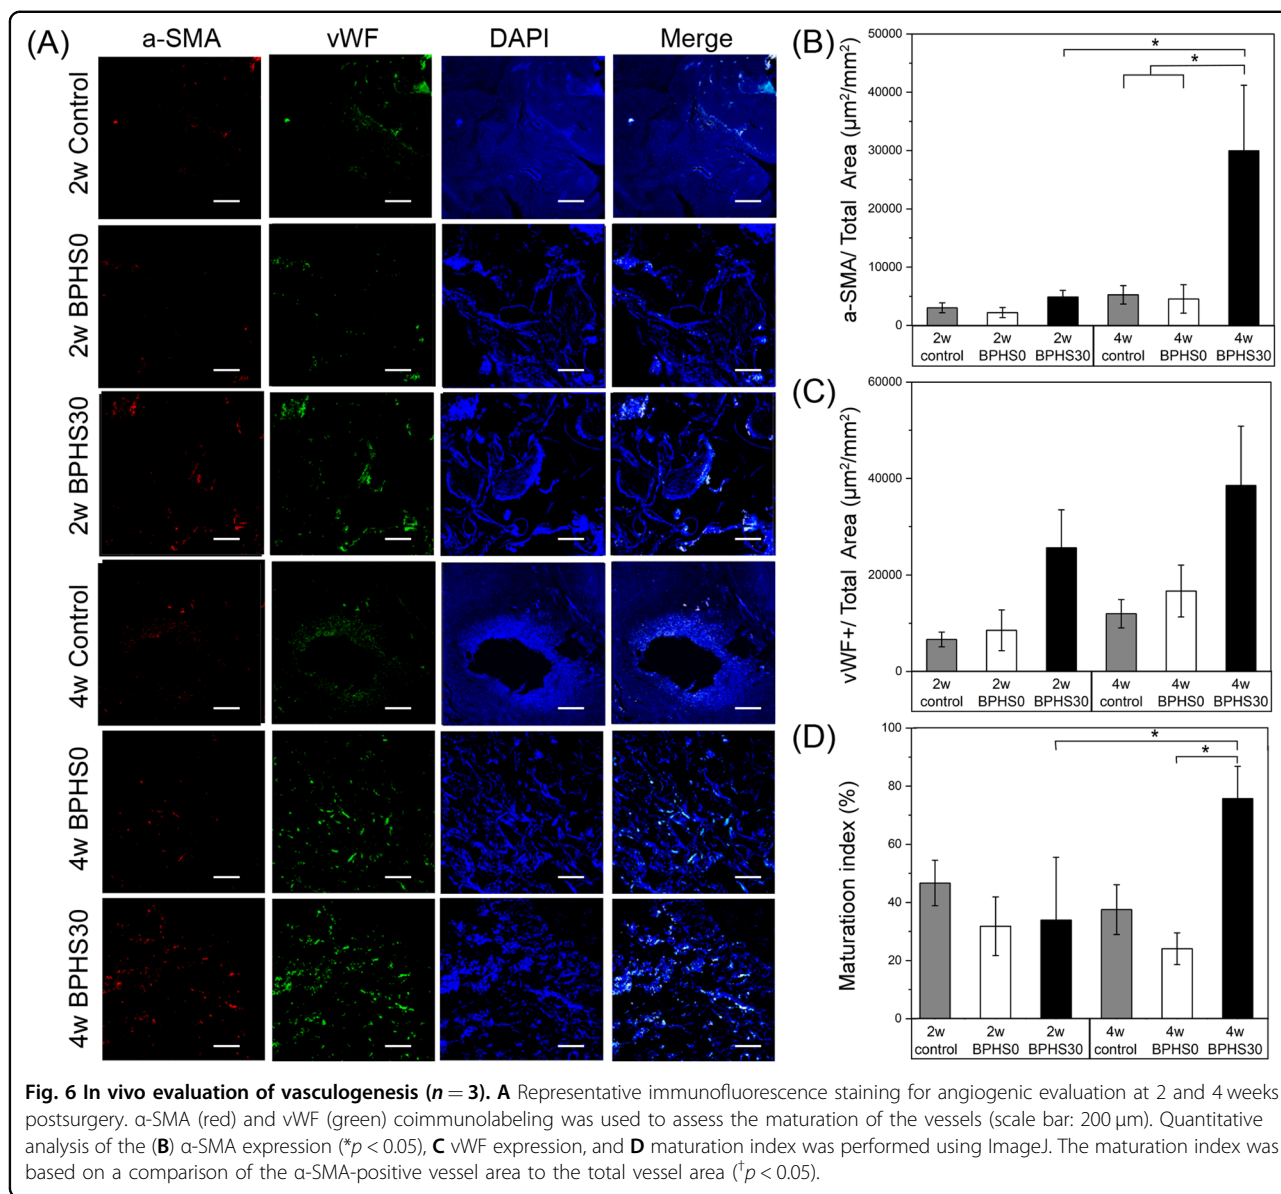 (A)
a-SMA vWF DAPI Merge
2w Control
2w BPHS0
2w BPHS30
4w Control
4w BPHS0
4w BPHS30
(B)
a-SMA/ Total Area (µm²/mm²)
50000
40000
30000
20000
10000
0
* *
2w 2w 2w 4w 4w 4w
control BPHS0 BPHS30 control BPHS0 BPHS30
(C)
vWF+/ Total Area (µm²/mm²)
60000
40000
20000
0
2w 2w 2w 4w 4w 4w
control BPHS0 BPHS30 control BPHS0 BPHS30
(D)
Maturatioon index (%)
100
80
60
40
20
0
* *
2w 2w 2w 4w 4w 4w
control BPHS0 BPHS30 control BPHS0 BPHS30
Fig. 6 In vivo evaluation of vasculogenesis (n = 3). A Representative immunofluorescence staining for angiogenic evaluation at 2 and 4 weeks
postsurgery. α-SMA (red) and vWF (green) coimmunolabeling was used to assess the maturation of the vessels (scale bar: 200 µm). Quantitative
analysis of the (B) α-SMA expression (*p < 0.05), C vWF expression, and D maturation index was performed using ImageJ. The maturation index was
based on a comparison of the α-SMA-positive vessel area to the total vessel area (†p < 0.05).